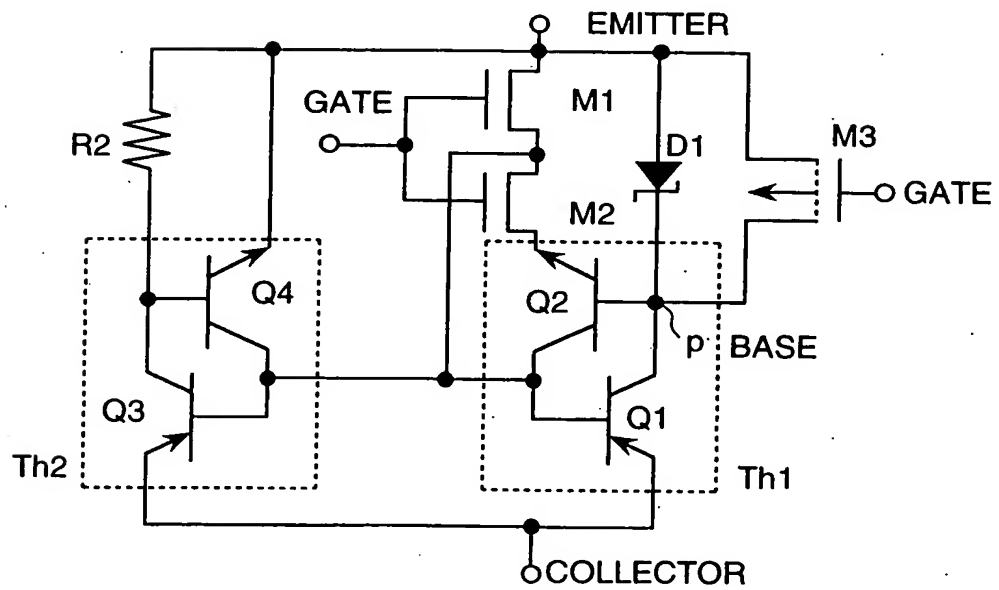 EMITTER
GATE
M1
R2
D1
M3
GATE
M2
Q4
Q2
p
BASE
Q3
Q1
Th2
Th1
COLLECTOR